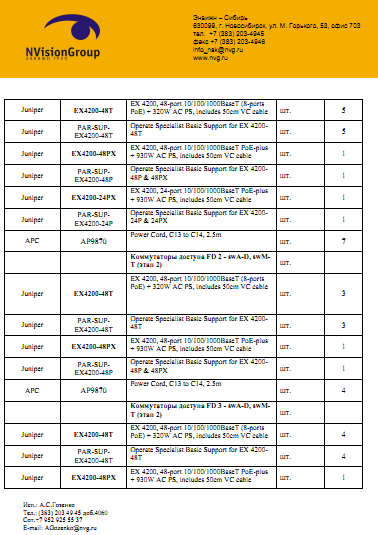 NVisionGroup
Энвижн – Сибирь
630099, г. Новосибирск, ул. М. Горького, 53, офис 703
тел. +7 (383) 203-4945
факс +7 (383) 203-4946
info_nsk@nvg.ru
www.nvg.ru
Juniper EX4200-48T EX 4200, 48-port 10/100/1000BaseT (8-ports PoE) + 320W AC PS, includes 50cm VC cable шт. 5
Juniper PAR-SUP-EX4200-48T Operate Specialist Basic Support for EX 4200-48T шт. 5
Juniper EX4200-48PX EX 4200, 48-port 10/100/1000BaseT PoE-plus + 930W AC PS, includes 50cm VC cable шт. 1
Juniper PAR-SUP-EX4200-48P Operate Specialist Basic Support for EX 4200-48P & 48PX шт. 1
Juniper EX4200-24PX EX 4200, 24-port 10/100/1000BaseT PoE-plus + 930W AC PS, includes 50cm VC cable шт. 1
Juniper PAR-SUP-EX4200-24P Operate Specialist Basic Support for EX 4200-24P & 24PX шт. 1
APC AP9870 Power Cord, C13 to C14, 2.5m шт. 7
Коммутаторы доступа FD 2 - swA-D, swM-T (этап 2) шт.
Juniper EX4200-48T EX 4200, 48-port 10/100/1000BaseT (8-ports PoE) + 320W AC PS, includes 50cm VC cable шт. 3
Juniper PAR-SUP-EX4200-48T Operate Specialist Basic Support for EX 4200-48T шт. 3
Juniper EX4200-48PX EX 4200, 48-port 10/100/1000BaseT PoE-plus + 930W AC PS, includes 50cm VC cable шт. 1
Juniper PAR-SUP-EX4200-48P Operate Specialist Basic Support for EX 4200-48P & 48PX шт. 1
APC AP9870 Power Cord, C13 to C14, 2.5m шт. 4
Коммутаторы доступа FD 3 - swA-D, swM-T (этап 2) шт.
Juniper EX4200-48T EX 4200, 48-port 10/100/1000BaseT (8-ports PoE) + 320W AC PS, includes 50cm VC cable шт. 4
Juniper PAR-SUP-EX4200-48T Operate Specialist Basic Support for EX 4200-48T шт. 4
Juniper EX4200-48PX EX 4200, 48-port 10/100/1000BaseT PoE-plus + 930W AC PS, includes 50cm VC cable шт. 1
Исп.: А.С.Гозенко
Тел.: (383) 203 49 45 доб.4060
Сот.+7 952 925 55 37
E-mail: AGozenko@nvg.ru